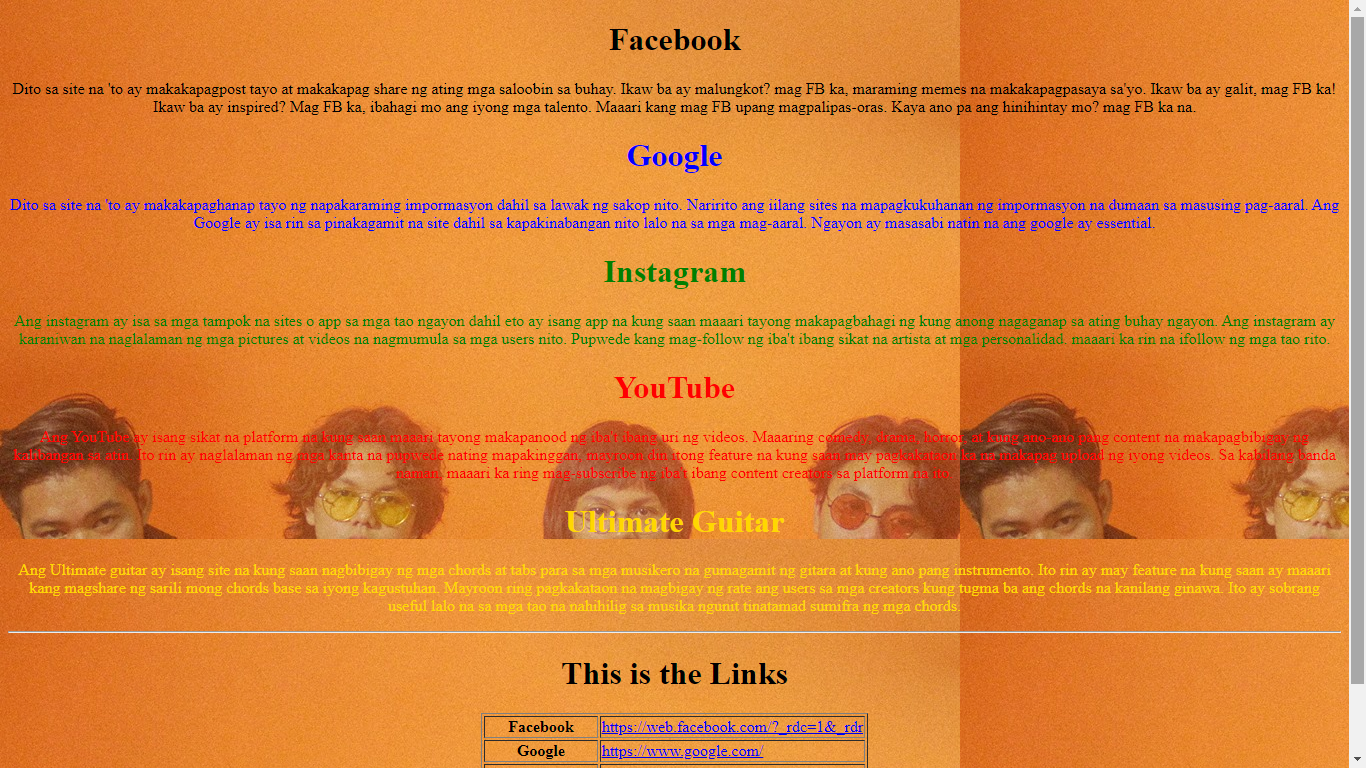 Facebook
Dito sa site na 'to ay makakapagpost tayo at makakapag share ng ating mga saloobin sa buhay. Ikaw ba ay malungkot? mag FB ka, maraming memes na makakapagpasaya sa'yo. Ikaw ba ay galit, mag FB ka!
Ikaw ba ay inspired? Mag FB ka, ibahagi mo ang iyong mga talento. Maaari kang mag FB upang magpalipas-oras. Kaya ano pa ang hinihintay mo? mag FB ka na.
Google
Dito sa site na 'to ay makakapaghanap tayo ng napakaraming impormasyon dahil sa lawak ng sakop nito. Naririto ang iilang sites na mapagkukuhanan ng impormasyon na dumaan sa masusing pag-aaral. Ang
Google ay isa rin sa pinakagamit na site dahil sa kapakinabangan nito lalo na sa mga mag-aaral. Ngayon ay masasabi natin na ang google ay essential.
Instagram
Ang instagram ay isa sa mga tampok na sites o app sa mga tao ngayon dahil eto ay isang app na kung saan maaari tayong makapagbahagi ng kung anong nagaganap sa ating buhay ngayon. Ang instagram ay
karaniwan na naglalaman ng mga pictures at videos na nagmumula sa mga users nito. Pupwede kang mag-follow ng iba't ibang sikat na artista at mga personalidad. maaari ka rin na ifollow ng mga tao rito.
YouTube
Ang YouTube ay isang sikat na platform na kung saan maaari tayong makapanood ng iba't ibang uri ng videos. Maaaring comedy, drama, horror, at kung ano-ano pang content na makapagbibigay ng
kalibangan sa atin. Ito rin ay naglalaman ng mga kanta na pupwede nating mapakinggan, mayroon din itong feature na kung saan may pagkakataon ka na makapag upload ng iyong videos. Sa kabilang banda
naman, maaari ka ring mag-subscribe ng iba't ibang content creators sa platform na ito.
Ultimate Guitar
Ang Ultimate guitar ay isang site na kung saan nagbibigay ng mga chords at tabs para sa mga musikero na gumagamit ng gitara at kung ano pang instrumento. Ito rin ay may feature na kung saan ay maaari
kang magshare ng sarili mong chords base sa iyong kagustuhan. Mayroon ring pagkakataon na magbigay ng rate ang users sa mga creators kung tugma ba ang chords na kanilang ginawa. Ito ay sobrang
useful lalo na sa mga tao na nahihilig sa musika ngunit tinatamad sumifra ng mga chords.
This is the Links
Facebook https://web.facebook.com/?_rdc=1&_rdr
Google https://www.google.com/